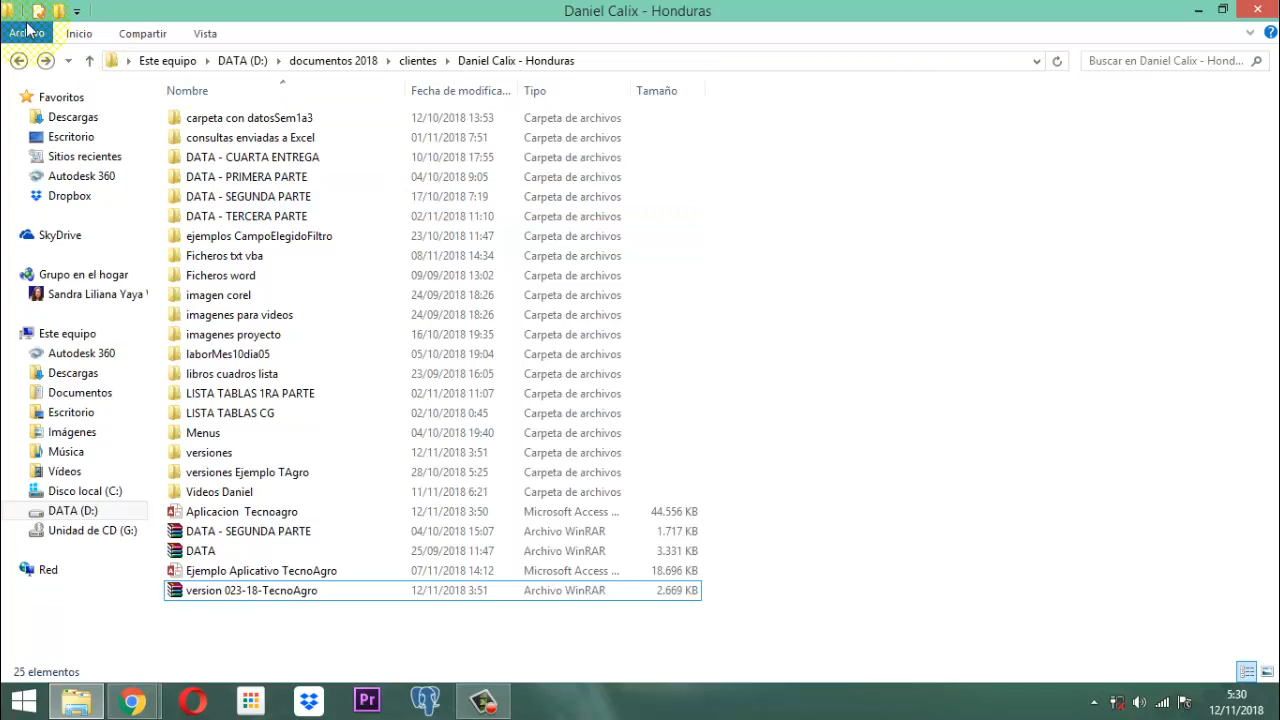 Daniel Calix - Honduras
Archivo Inicio Compartir Vista
Este equipo DATA (D:) documentos 2018 clientes Daniel Calix - Honduras Buscar en Daniel Calix - Hond...
Nombre Fecha de modifica... Tipo Tamaño
Favoritos
Descargas
Escritorio
Sitios recientes
Autodesk 360
Dropbox
SkyDrive
Grupo en el hogar
Sandra Liliana Yaya
Este equipo
Autodesk 360
Descargas
Documentos
Escritorio
Imágenes
Música
Vídeos
Disco local (C:)
DATA (D:)
Unidad de CD (G:)
Red
carpeta con datosSem1a3 12/10/2018 13:53 Carpeta de archivos
consultas enviadas a Excel 01/11/2018 7:51 Carpeta de archivos
DATA - CUARTA ENTREGA 10/10/2018 17:55 Carpeta de archivos
DATA - PRIMERA PARTE 04/10/2018 9:05 Carpeta de archivos
DATA - SEGUNDA PARTE 17/10/2018 7:19 Carpeta de archivos
DATA - TERCERA PARTE 02/11/2018 11:10 Carpeta de archivos
ejemplos CampoElegidoFiltro 23/10/2018 11:47 Carpeta de archivos
Ficheros txt vba 08/11/2018 14:34 Carpeta de archivos
Ficheros word 09/09/2018 13:02 Carpeta de archivos
imagen corel 24/09/2018 18:26 Carpeta de archivos
imagenes para videos 24/09/2018 18:26 Carpeta de archivos
imagenes proyecto 16/10/2018 19:35 Carpeta de archivos
laborMes10dia05 05/10/2018 19:04 Carpeta de archivos
libros cuadros lista 23/09/2018 16:05 Carpeta de archivos
LISTA TABLAS 1RA PARTE 02/11/2018 11:07 Carpeta de archivos
LISTA TABLAS CG 02/10/2018 0:45 Carpeta de archivos
Menus 04/10/2018 19:40 Carpeta de archivos
versiones 12/11/2018 3:51 Carpeta de archivos
versiones Ejemplo TAgro 28/10/2018 5:25 Carpeta de archivos
Videos Daniel 11/11/2018 6:21 Carpeta de archivos
Aplicacion Tecnoagro 12/11/2018 3:50 Microsoft Access ... 44.556 KB
DATA - SEGUNDA PARTE 04/10/2018 15:07 Archivo WinRAR 1.717 KB
DATA 25/09/2018 11:47 Archivo WinRAR 3.331 KB
Ejemplo Aplicativo TecnoAgro 07/11/2018 14:12 Microsoft Access ... 18.696 KB
version 023-18-TecnoAgro 12/11/2018 3:51 Archivo WinRAR 2.669 KB
25 elementos
Pr
5:30
12/11/2018